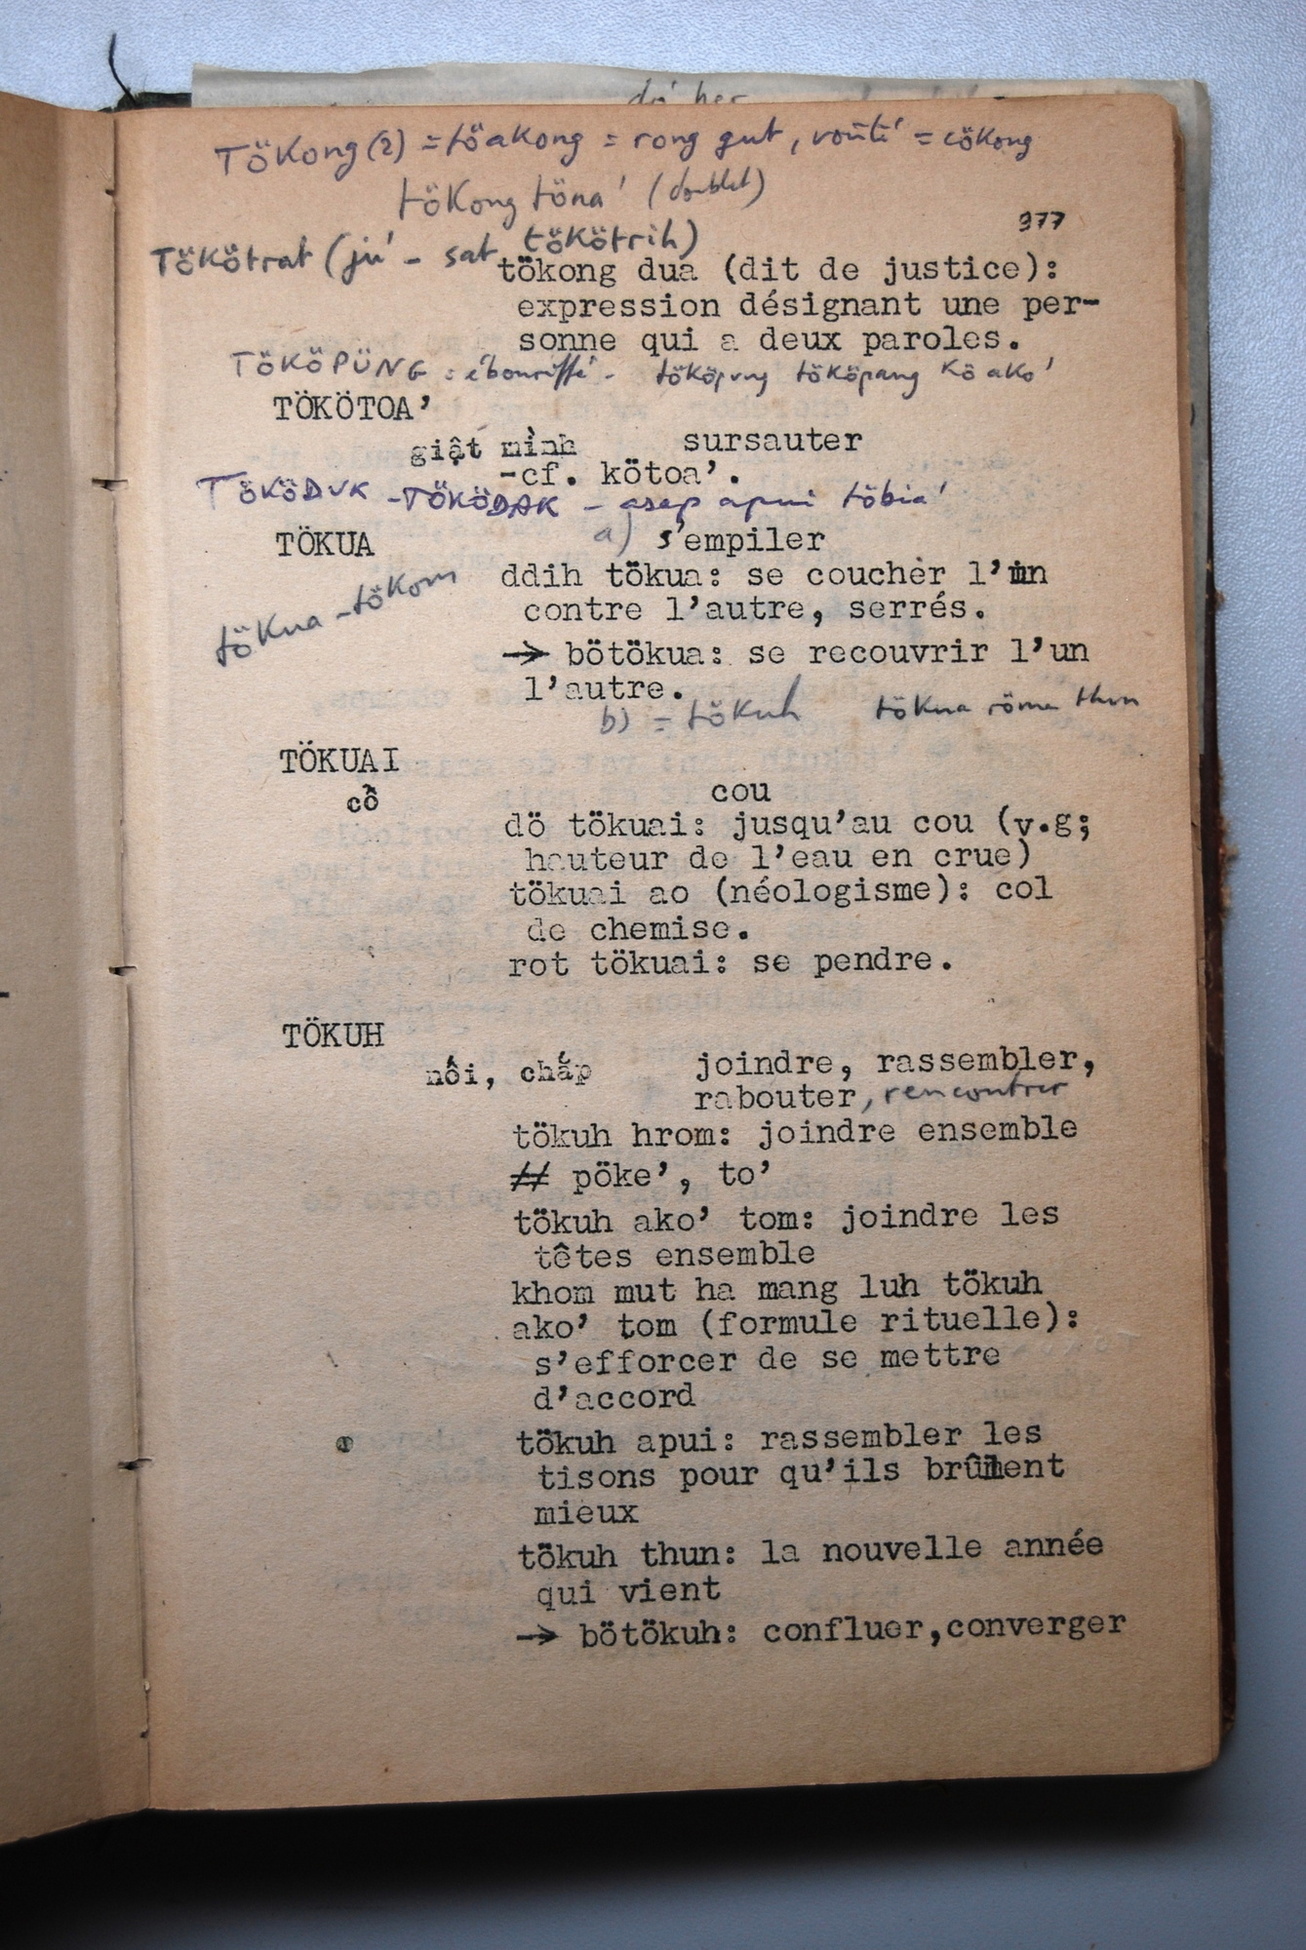 TÖKong (2) = töakong = rong gut, voûté = cökong
tökong töna' (doublet)
377
TÖKötrat (jú - sat tökötrih)
tökong dua (dit de justice):
expression désignant une per-
sonne qui a deux paroles.
TÖKÖPÜNG : ébouriffé - tököpung tököpang kö ako'
TÖKÖTOA'
giật mình sursauter
-cf. kötoa'.
TÖKÖDUK - TÖKÖDAK - asep apui töbia'
TÖKUA a) s'empiler
ddih tökua: se coucher l'un
contre l'autre, serrés.
tökua - tökom
→ bötökua: se recouvrir l'un
l'autre.
b) = tökuh tökua röma thun
TÖKUAI
cổ cou
dö tökuai: jusqu'au cou (v.g;
hauteur de l'eau en crue)
tökuai ao (néologisme): col
de chemise.
rot tökuai: se pendre.
TÖKUH
nối, chắp joindre, rassembler,
rabouter, rencontrer
tökuh hrom: joindre ensemble
# pöke', to'
tökuh ako' tom: joindre les
têtes ensemble
khom mut ha mang luh tökuh
ako' tom (formule rituelle):
s'efforcer de se mettre
d'accord
tökuh apui: rassembler les
tisons pour qu'ils brûlent
mieux
tökuh thun: la nouvelle année
qui vient
→ bötökuh: confluer,converger